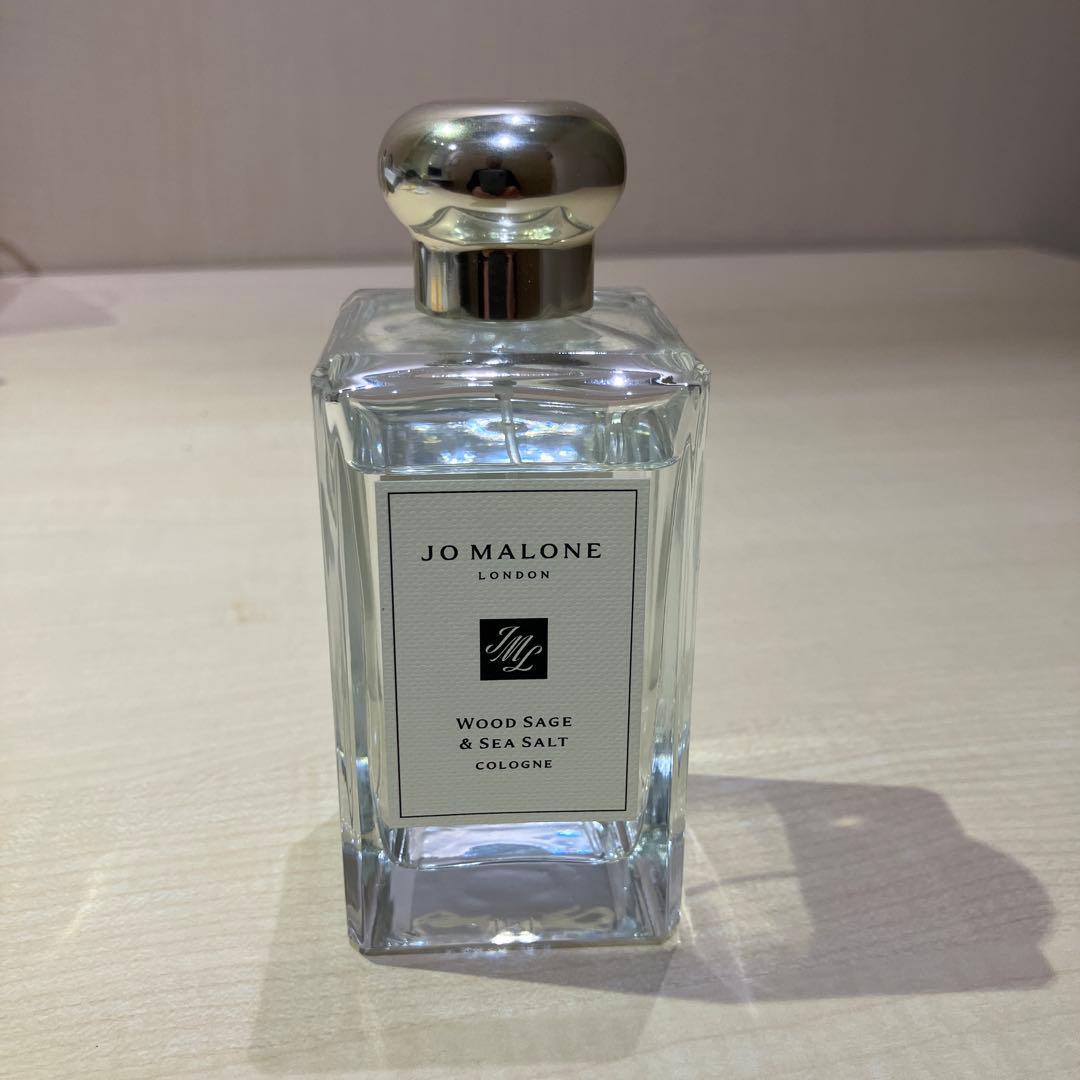 JO MALONE
LONDON
JML
WOOD SAGE
& SEA SALT
COLOGNE